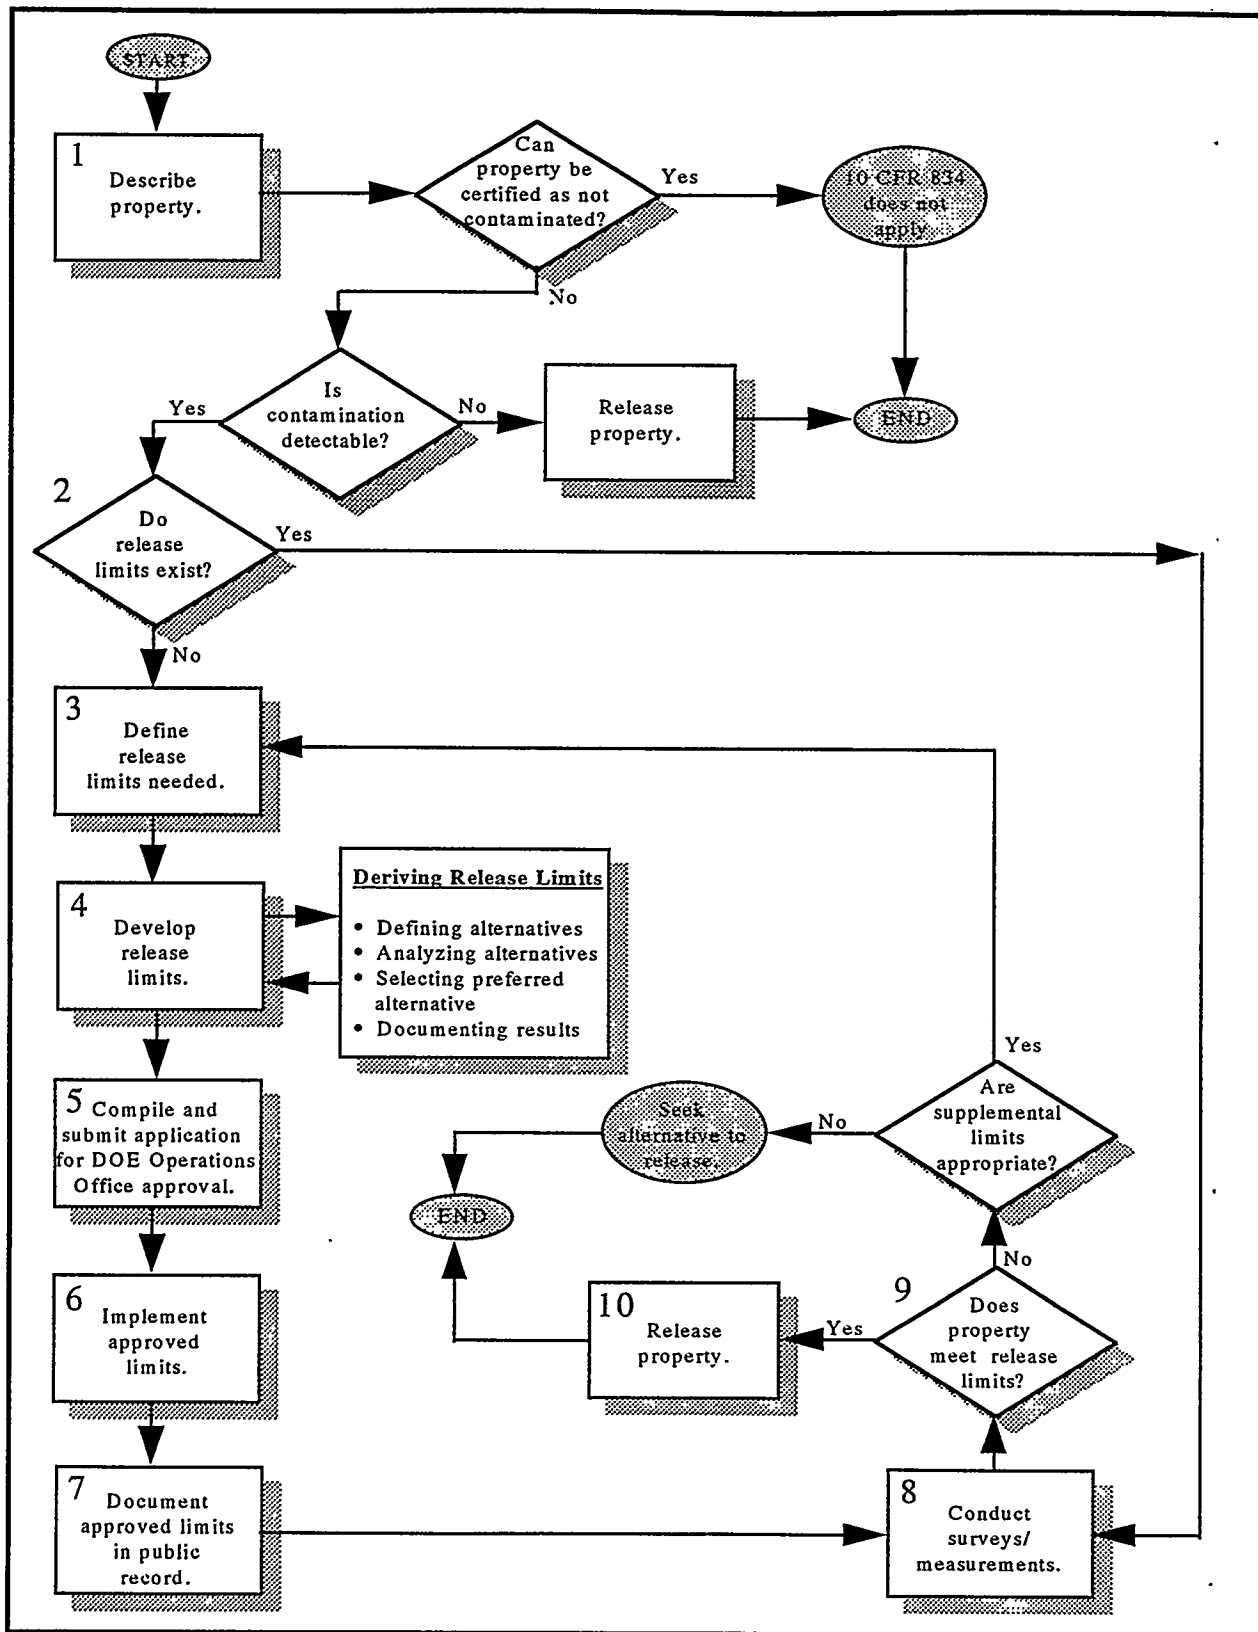 START
1
Describe
property.
Can
property be
certified as not
contaminated?
Yes
10 CFR 834
does not
apply
No
Is
contamination
detectable?
Yes
No
Release
property.
END
2
Do
release
limits exist?
Yes
No
3
Define
release
limits needed.
4
Develop
release
limits.
Deriving Release Limits
• Defining alternatives
• Analyzing alternatives
• Selecting preferred
alternative
• Documenting results
5 Compile and
submit application
for DOE Operations
Office approval.
Yes
Are
supplemental
limits
appropriate?
No
Seek
alternative to
release.
END
6
Implement
approved
limits.
No
9
Does
property
meet release
limits?
Yes
10
Release
property.
7
Document
approved limits
in public
record.
8
Conduct
surveys/
measurements.